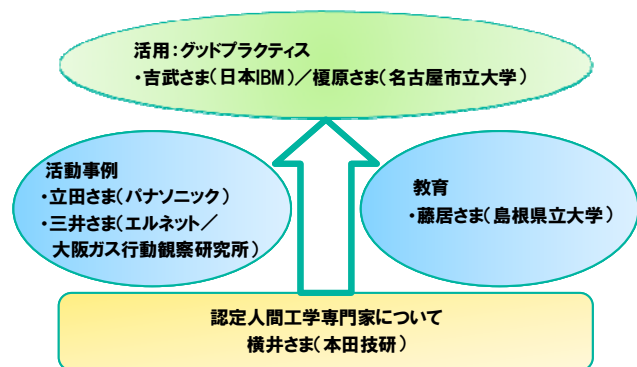 活用：グッドプラクティス
・吉武さま（日本IBM）／榎原さま（名古屋市立大学）
活動事例
・立田さま（パナソニック）
・三井さま（エルネット／
大阪ガス行動観察研究所）
教育
・藤居さま（島根県立大学）
認定人間工学専門家について
横井さま（本田技研）